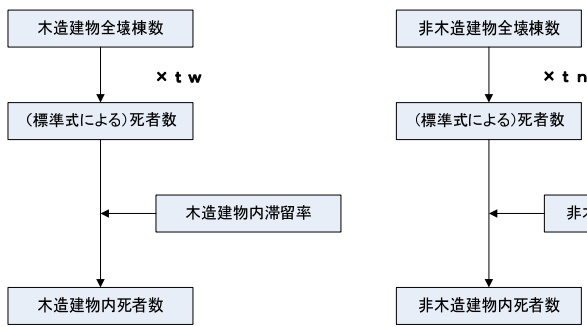 木造建物全壊棟数
× t w
(標準式による)死者数
木造建物内滞留率
木造建物内死者数
非木造建物全壊棟数
× t n
(標準式による)死者数
非木
非木造建物内死者数